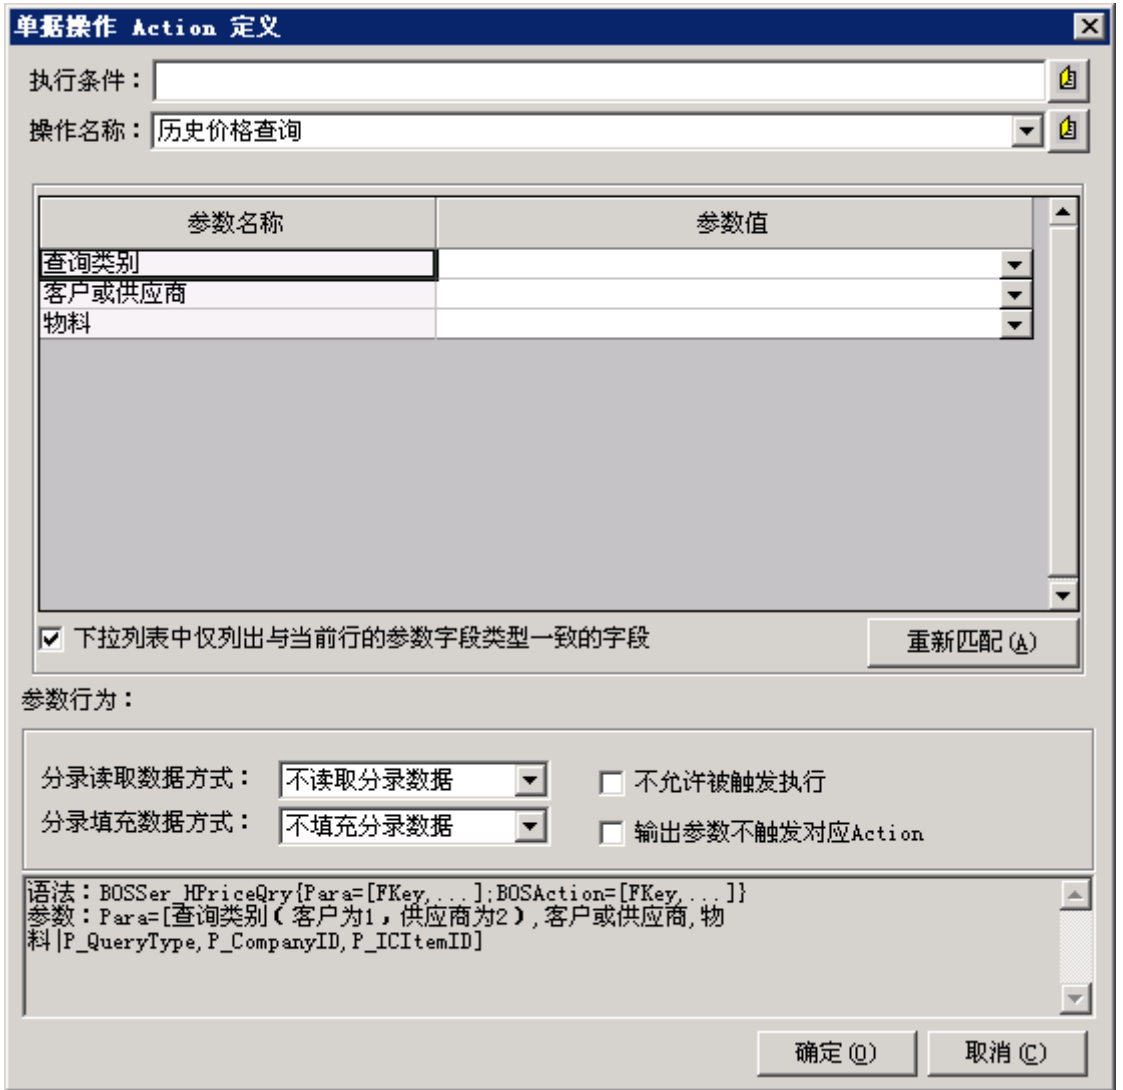 单据操作 Action 定义
执行条件：
操作名称： 历史价格查询
参数名称 参数值
查询类别
客户或供应商
物料
下拉列表中仅列出与当前行的参数字段类型一致的字段 重新匹配(A)
参数行为：
分录读取数据方式： 不读取分录数据 不允许被触发执行
分录填充数据方式： 不填充分录数据 输出参数不触发对应Action
语法：BOSSer_HPriceQry{Para=[FKey,...];BOSAction=[FKey,...]}
参数：Para=[查询类别(客户为1，供应商为2),客户或供应商,物
料|P_QueryType,P_CompanyID,P_ICItemID]
确定(O) 取消(C)